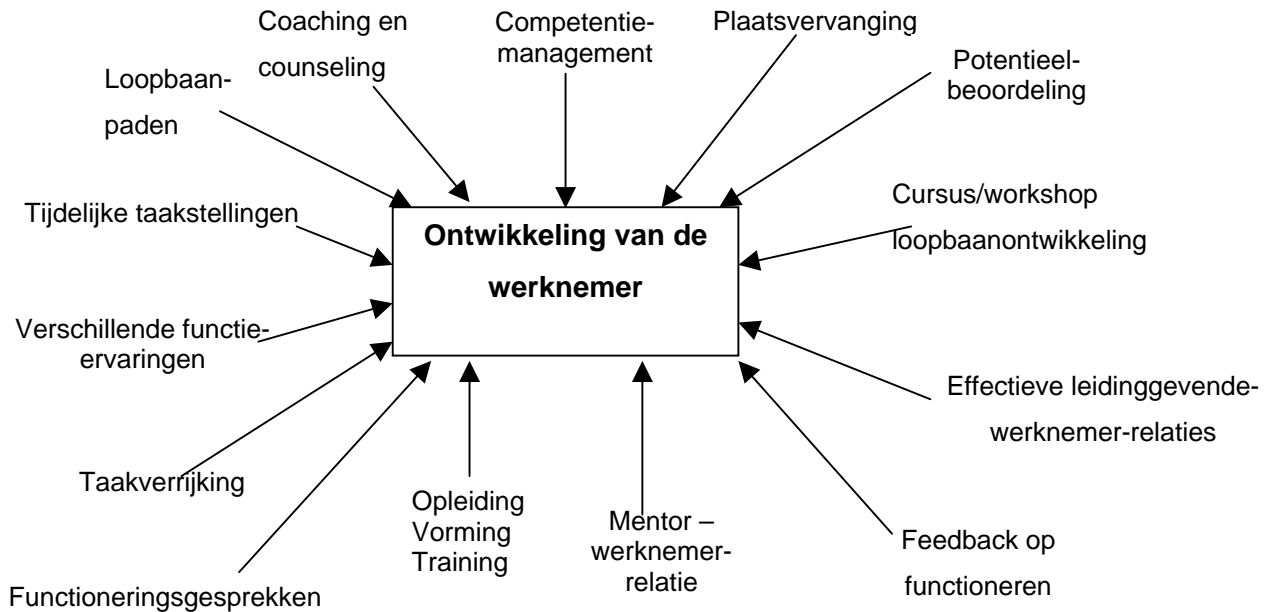 Coaching en
counseling
Competentie-
management
Plaatsvervanging
Potentieel-
beoordeling
Loopbaan-
paden
Tijdelijke taakstellingen
Ontwikkeling van de
werknemer
Cursus/workshop
loopbaanontwikkeling
Verschillende functie-
ervaringen
Effectieve leidinggevende-
werknemer-relaties
Taakverrijking
Opleiding
Vorming
Training
Mentor –
werknemer-
relatie
Feedback op
functioneren
Functioneringsgesprekken